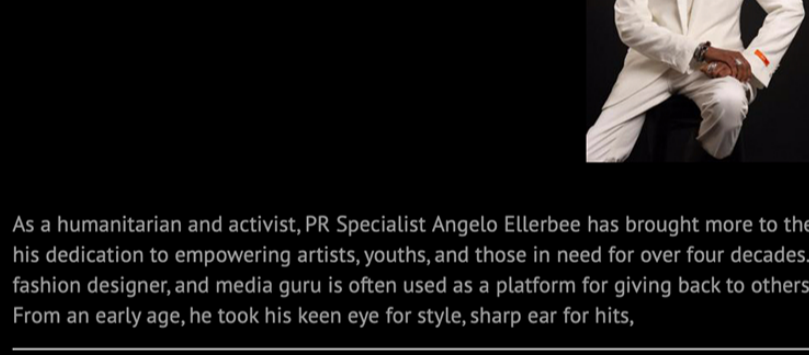 As a humanitarian and activist, PR Specialist Angelo Ellerbee has brought more to the
his dedication to empowering artists, youths, and those in need for over four decades.
fashion designer, and media guru is often used as a platform for giving back to others
From an early age, he took his keen eye for style, sharp ear for hits,